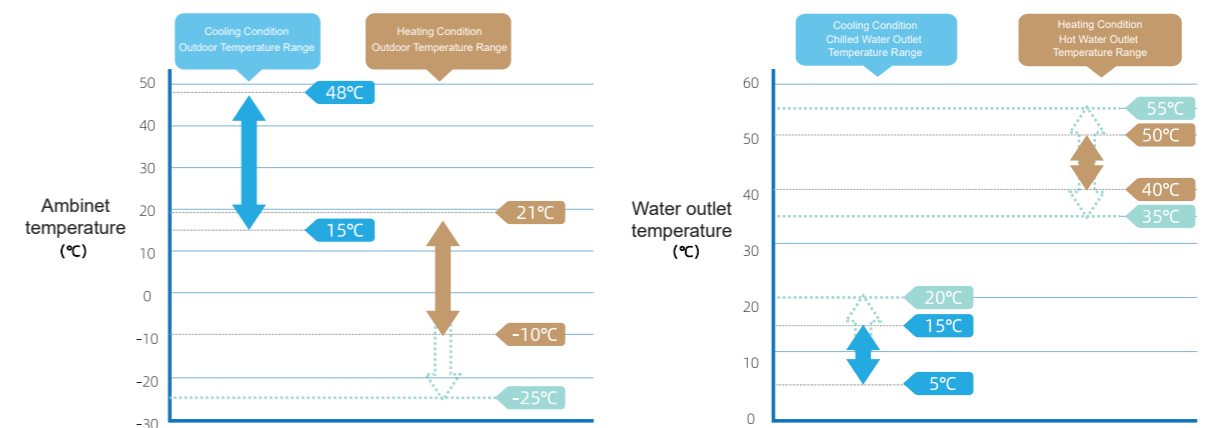 Cooling Condition
Outdoor Temperature Range
Heating Condition
Outdoor Temperature Range
50
40
30
20
10
0
-10
-20
-30
Ambinet
temperature
(℃)
48℃
21℃
15℃
-10℃
-25℃
Cooling Condition
Chilled Water Outlet
Temperature Range
Heating Condition
Hot Water Outlet
Temperature Range
60
50
40
30
20
10
0
Water outlet
temperature
(℃)
55℃
50℃
40℃
35℃
20℃
15℃
5℃